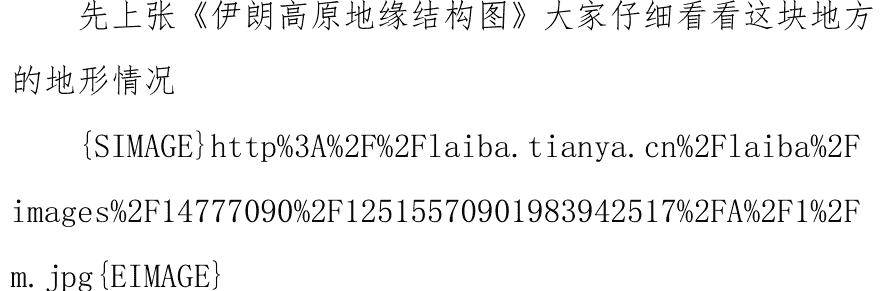 先上张《伊朗高原地缘结构图》大家仔细看看这块地方
的地形情况
{SIMAGE}http%3A%2F%2Flaiba.tianya.cn%2Flaiba%2F
images%2F14777090%2F12515570901983942517%2FA%2F1%2F
m.jpg{EIMAGE}